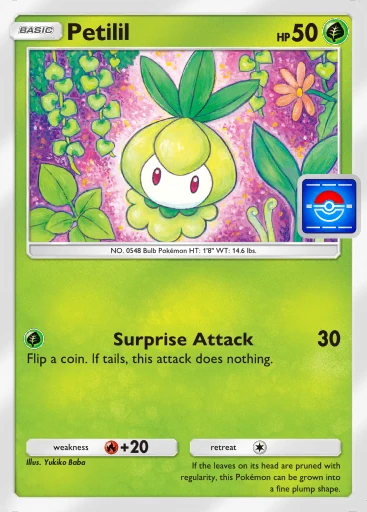 BASIC Petilil HP 50
NO. 0548 Bulb Pokémon HT: 1'8" WT: 14.6 lbs.
Surprise Attack 30
Flip a coin. If tails, this attack does nothing.
weakness +20 retreat
Illus. Yukiko Baba
If the leaves on its head are pruned with
regularity, this Pokémon can be grown into
a fine plump shape.